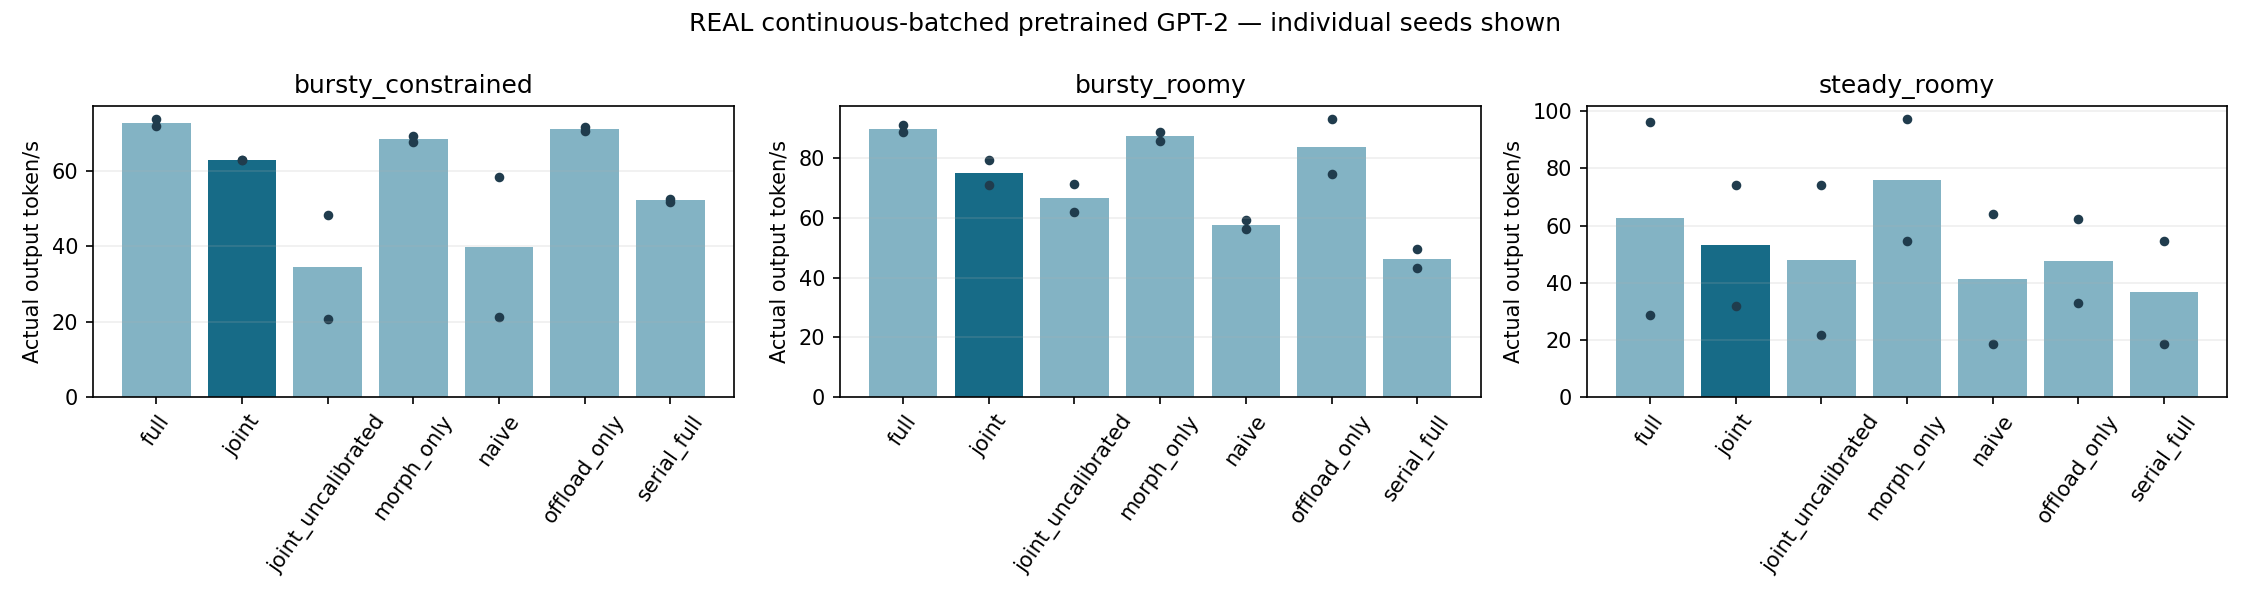 REAL continuous-batched pretrained GPT-2 — individual seeds shown
bursty_constrained
Actual output token/s
60
40
20
0
full
joint
joint_uncalibrated
morph_only
naive
offload_only
serial_full
bursty_roomy
Actual output token/s
80
60
40
20
0
full
joint
joint_uncalibrated
morph_only
naive
offload_only
serial_full
steady_roomy
Actual output token/s
100
80
60
40
20
0
full
joint
joint_uncalibrated
morph_only
naive
offload_only
serial_full